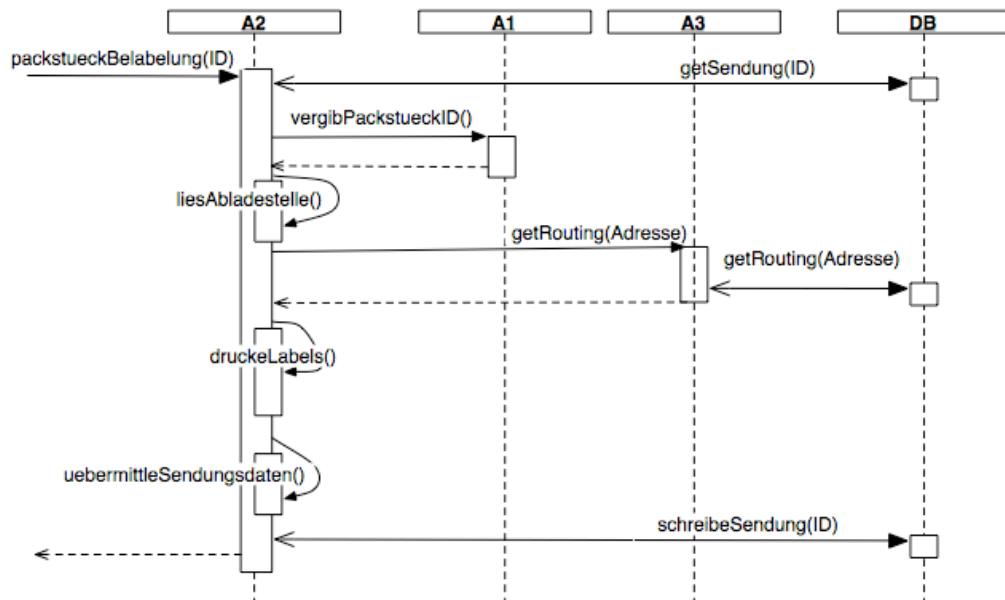 A2 A1 A3 DB
packstueckBelabelung(ID)
getSendung(ID)
vergibPackstueckID()
liesAbladestelle()
getRouting(Adresse)
getRouting(Adresse)
druckeLabels()
uebermittleSendungsdaten()
schreibeSendung(ID)